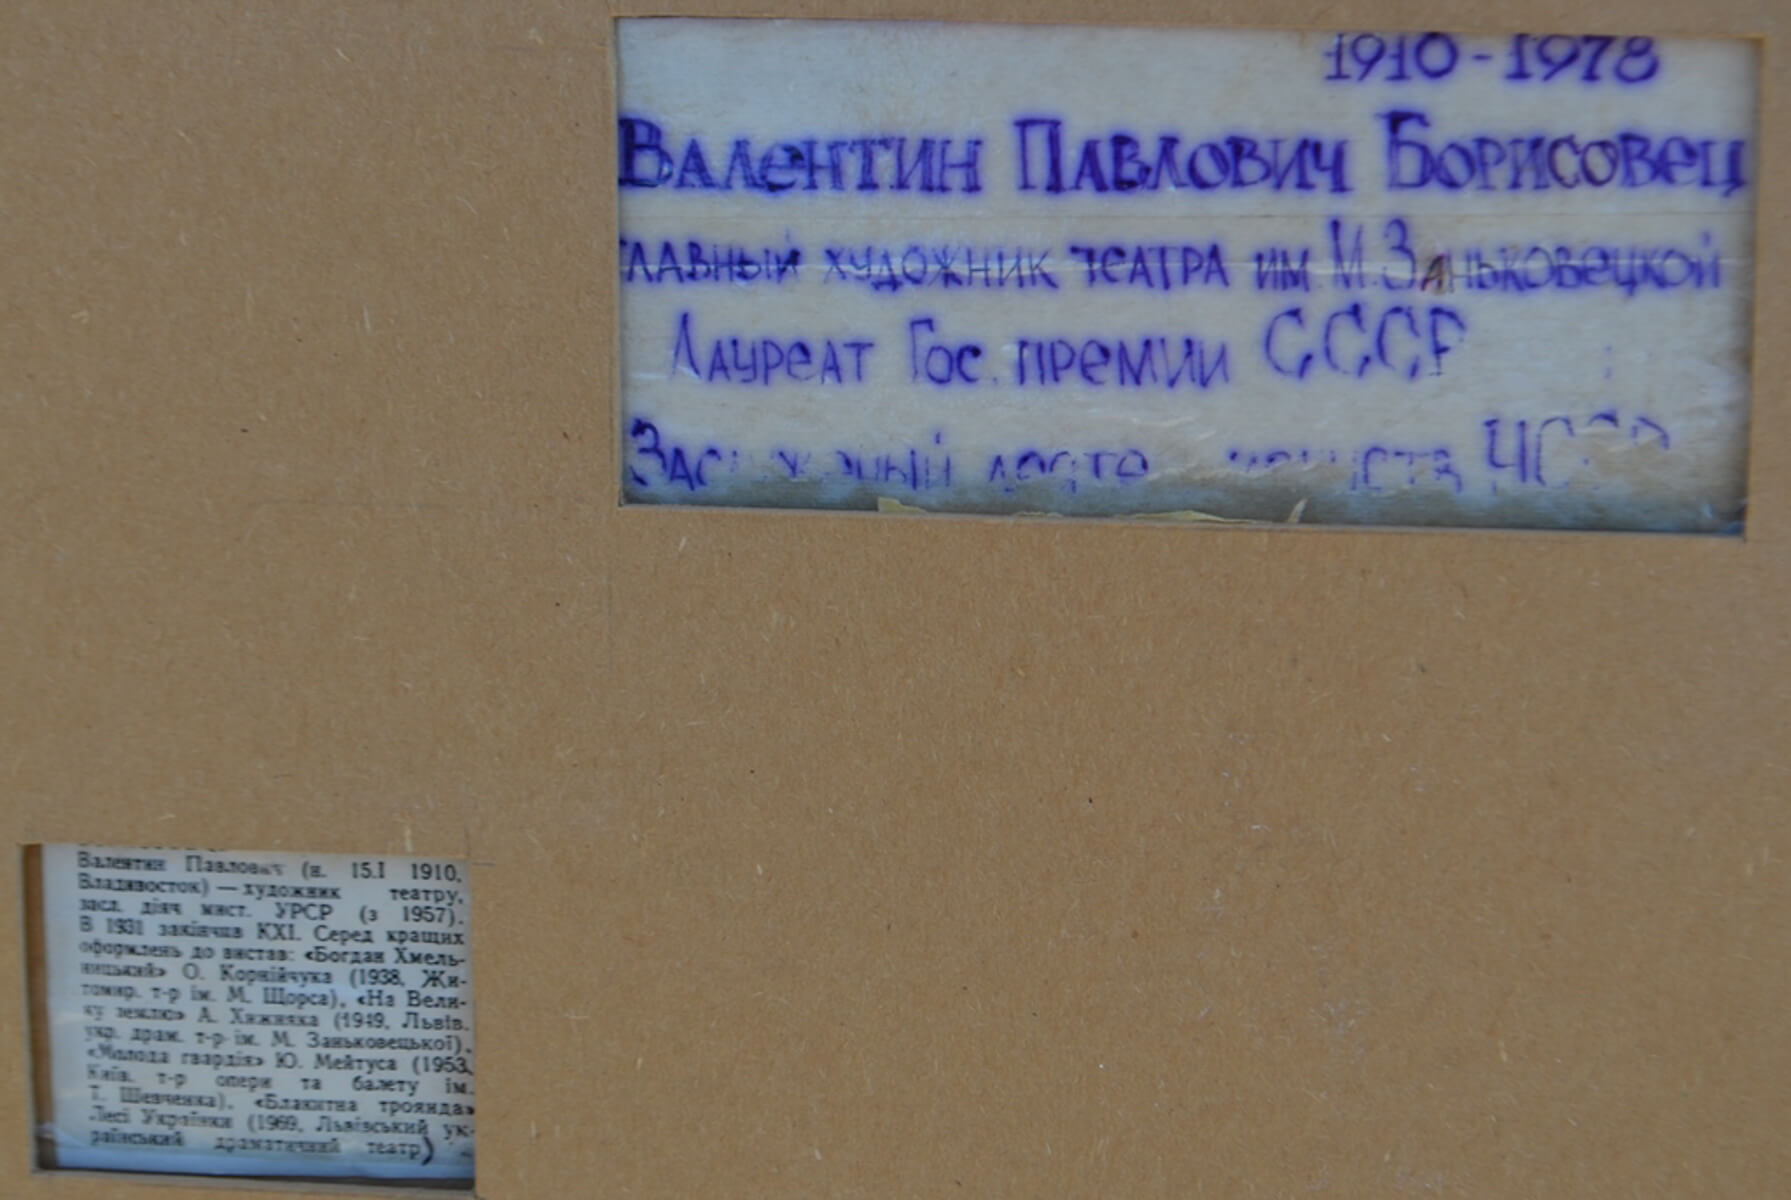 1910-1978
Валентин Павлович Борисовец
главный художник театра им. М. Заньковецкой
Лауреат Гос. премии СССР
Валентин Павлович (н. 15.I 1910,
Владивосток) — художник театру,
засл. діяч мист. УРСР (з 1957).
В 1931 закінчив КХІ. Серед кращих
оформлень до вистав: «Богдан Хмель-
ницький» О. Корнійчука (1938, Жи-
томир. т-р ім. М. Щорса), «На Вели-
ку землю» А. Хижняка (1949, Львів.
укр. драм. т-р ім. М. Заньковецької),
«Молода гвардія» Ю. Мейтуса (1953,
Київ. т-р опери та балету ім.
Т. Шевченка), «Блакитна троянда»
Лесі Українки (1969, Львівський ук-
раїнський драматичний театр)